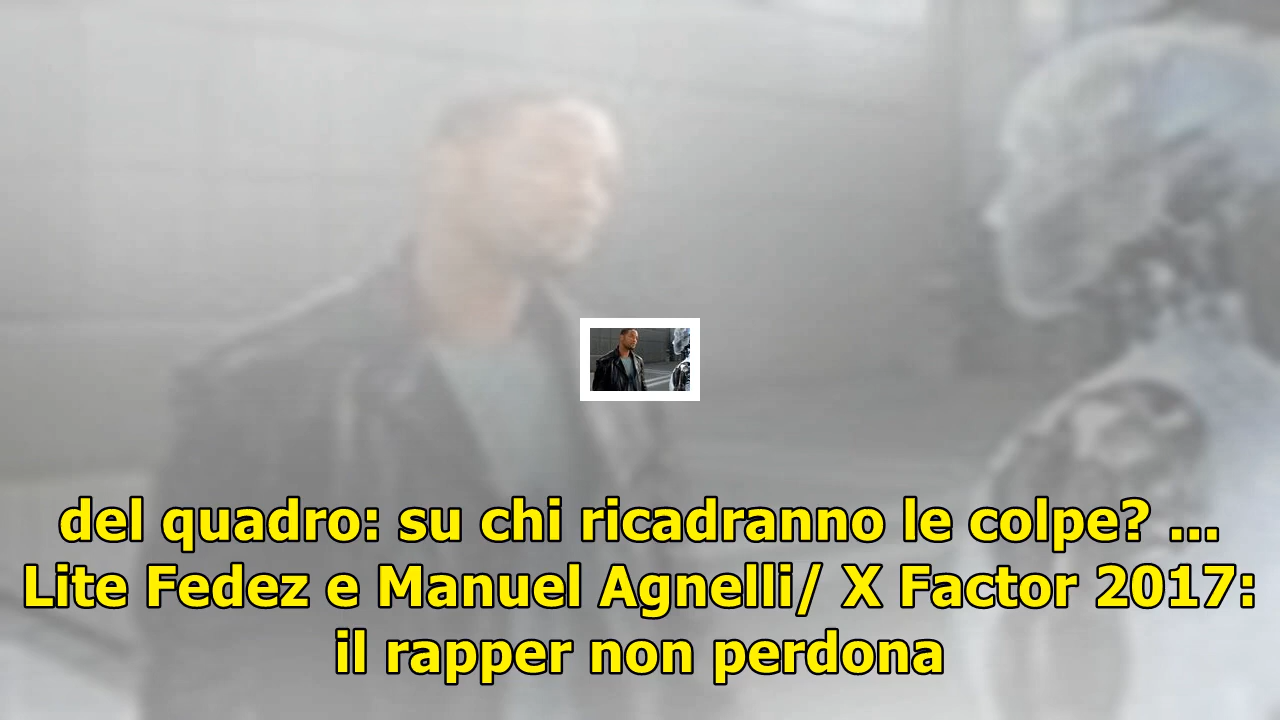 del quadro: su chi ricadranno le colpe? ...
Lite Fedez e Manuel Agnelli/ X Factor 2017:
il rapper non perdona